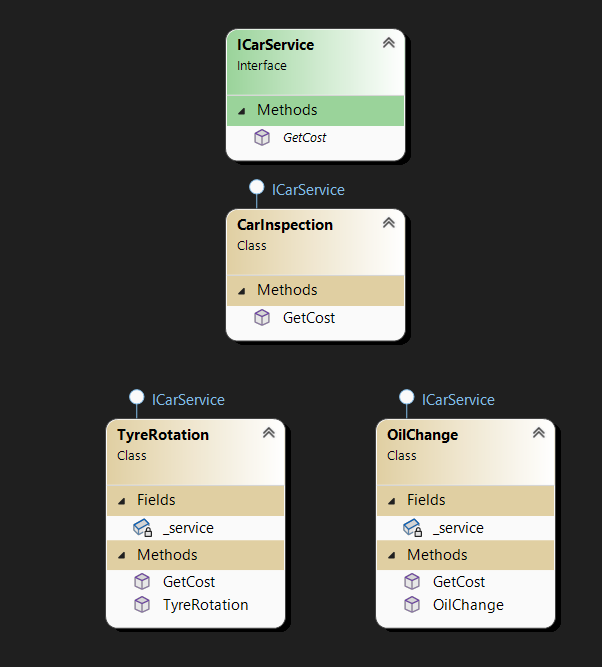 ICarService
Interface
Methods
GetCost
ICarService
CarInspection
Class
Methods
GetCost
ICarService
TyreRotation
Class
Fields
_service
Methods
GetCost
TyreRotation
ICarService
OilChange
Class
Fields
_service
Methods
GetCost
OilChange